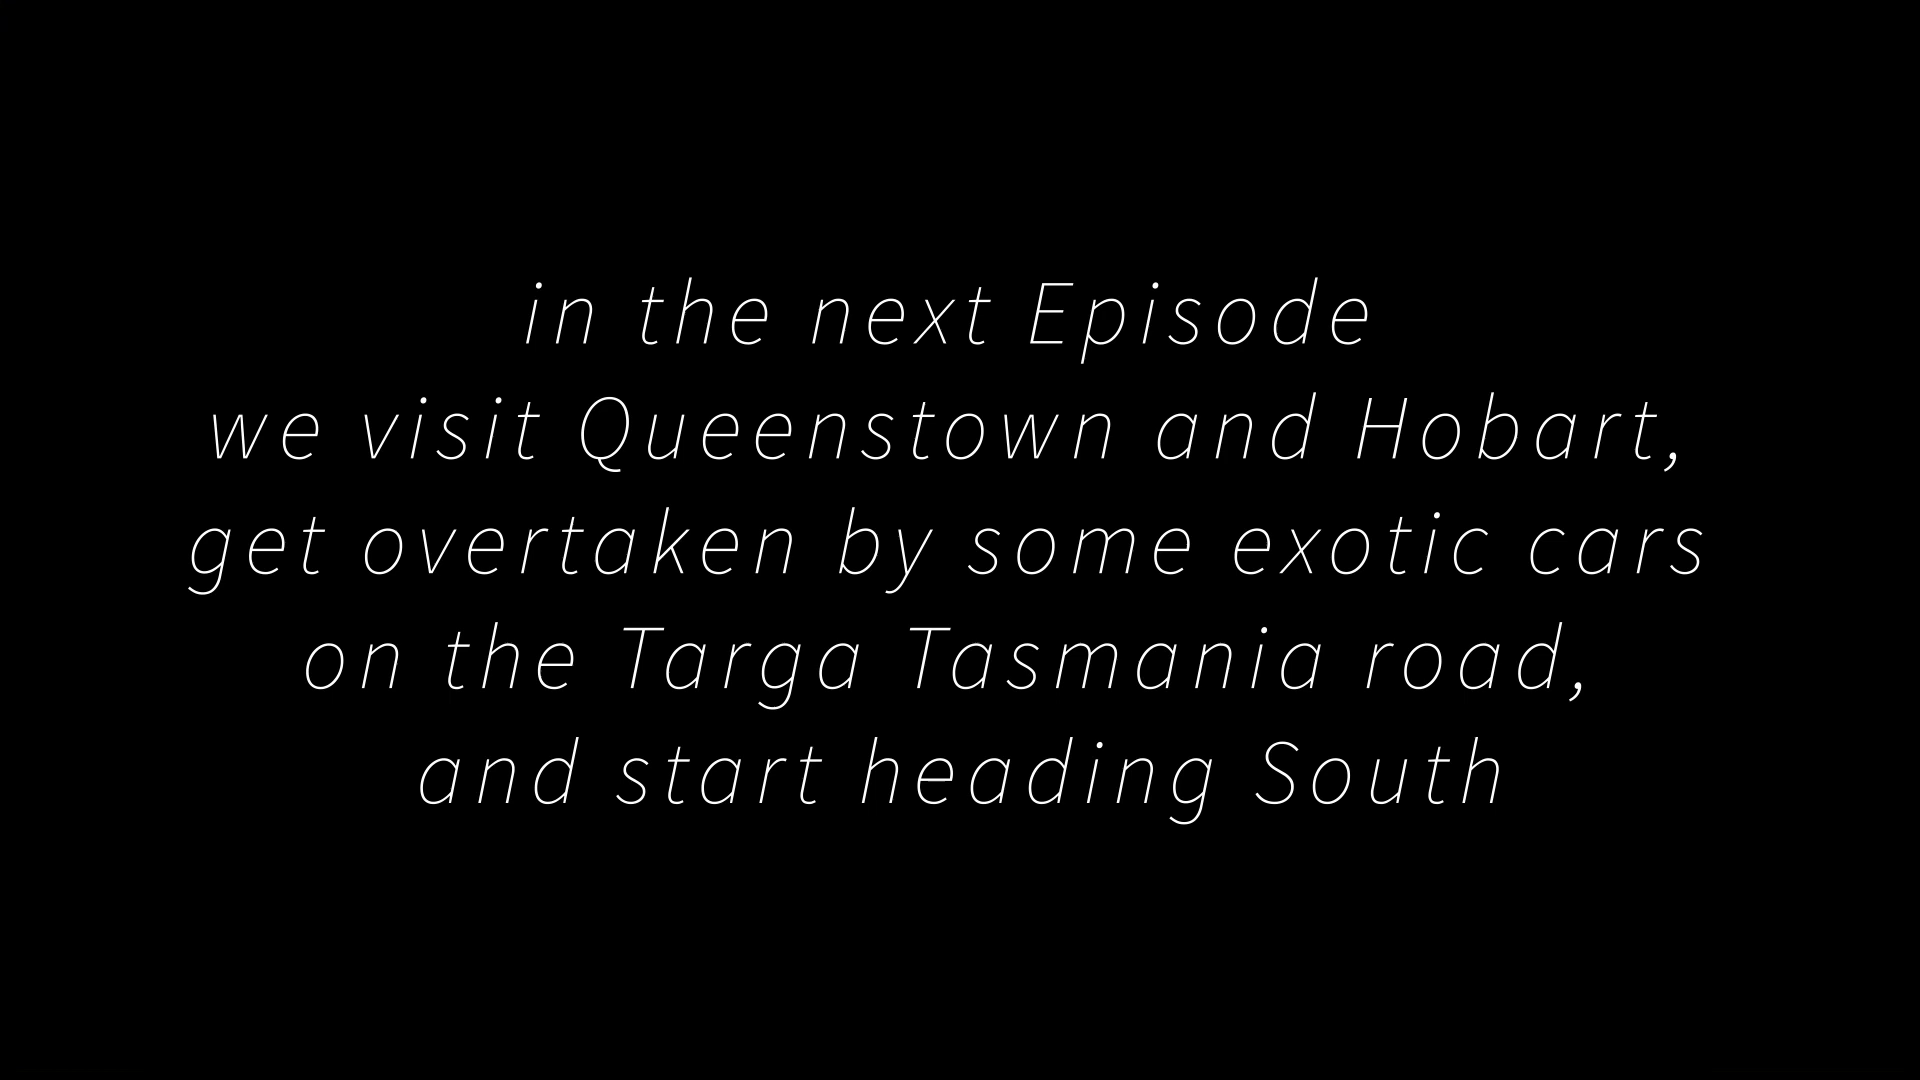 in the next Episode
we visit Queenstown and Hobart,
get overtaken by some exotic cars
on the Targa Tasmania road,
and start heading South